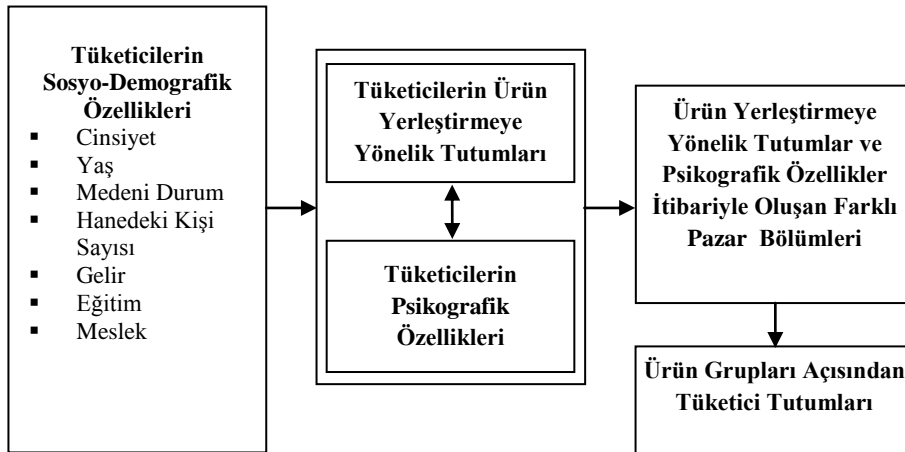 Tüketicilerin
Sosyo-Demografik
Özellikleri
▪ Cinsiyet
▪ Yaş
▪ Medeni Durum
▪ Hanedeki Kişi
Sayısı
▪ Gelir
▪ Eğitim
▪ Meslek
Tüketicilerin Ürün
Yerleştirmeye
Yönelik Tutumları
Tüketicilerin
Psikografik
Özellikleri
Ürün Yerleştirmeye
Yönelik Tutumlar ve
Psikografik Özellikler
İtibariyle Oluşan Farklı
Pazar Bölümleri
Ürün Grupları Açısından
Tüketici Tutumları